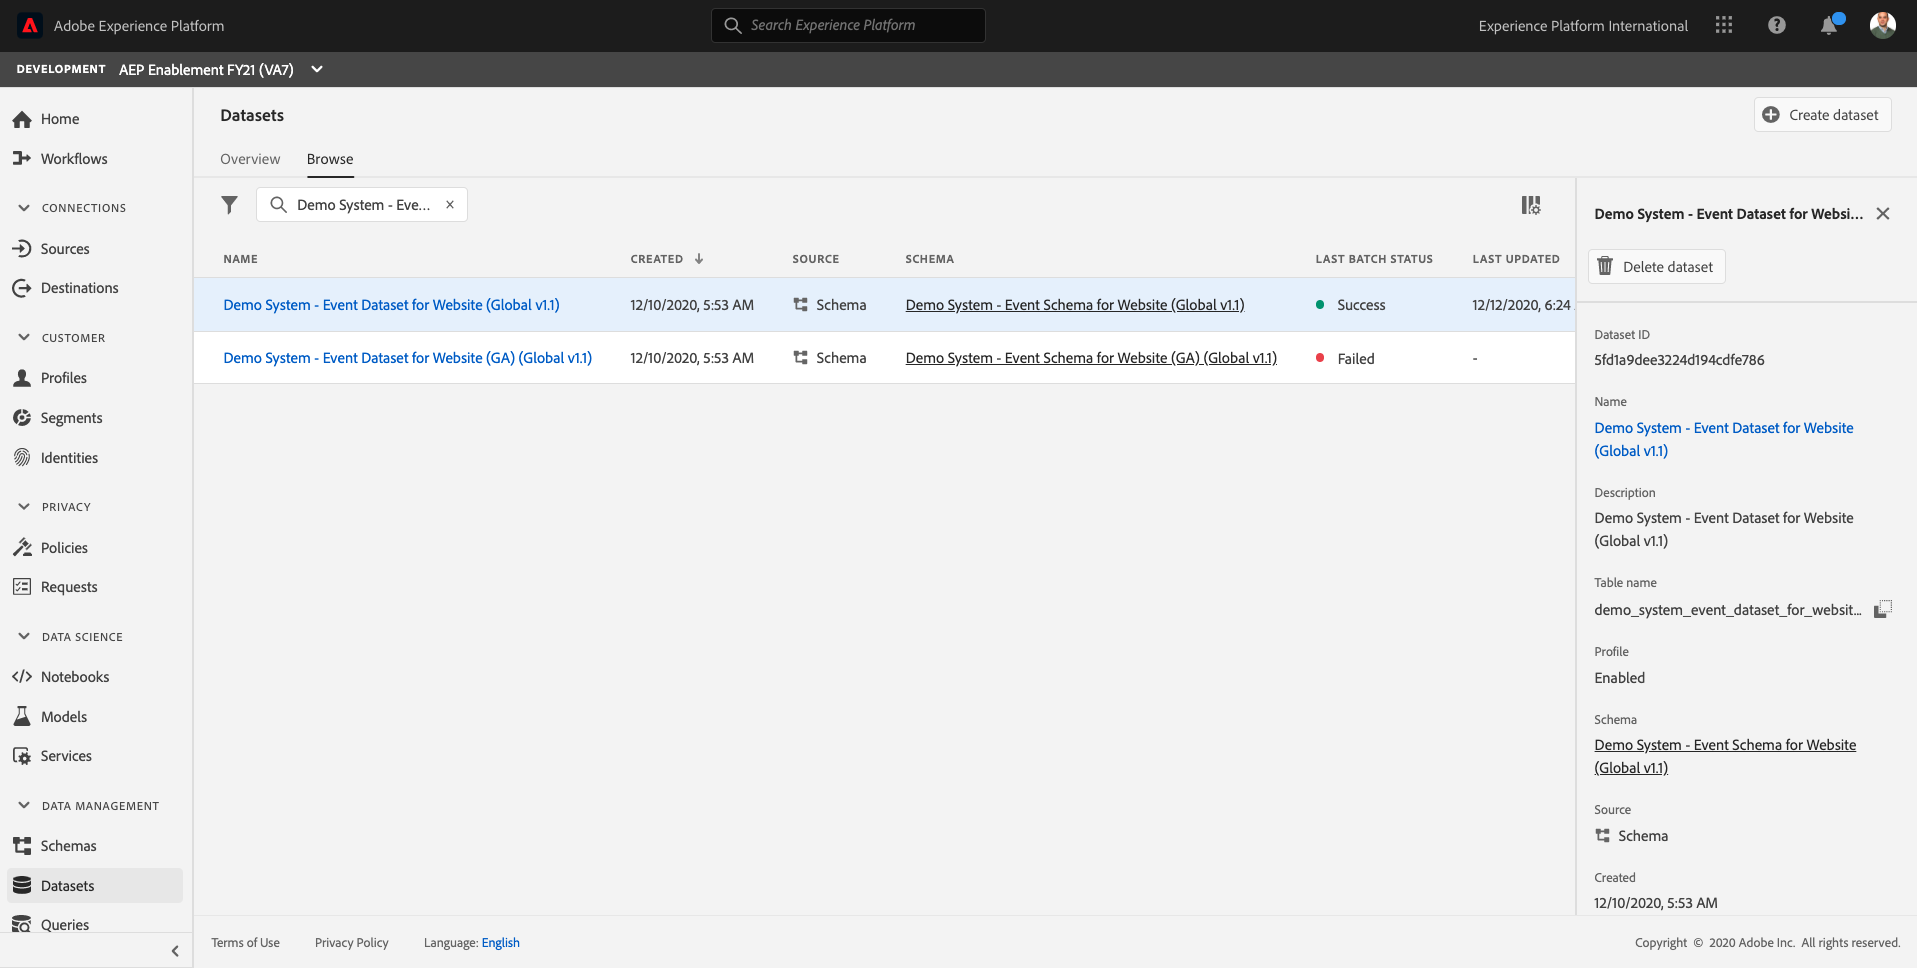 Adobe Experience Platform
Search Experience Platform
Experience Platform International
DEVELOPMENT AEP Enablement FY21 (VA7)
Home
Workflows
CONNECTIONS
Sources
Destinations
CUSTOMER
Profiles
Segments
Identities
PRIVACY
Policies
Requests
DATA SCIENCE
Notebooks
Models
Services
DATA MANAGEMENT
Schemas
Datasets
Queries
Datasets
Create dataset
Overview Browse
Demo System - Eve...
NAME CREATED SOURCE SCHEMA LAST BATCH STATUS LAST UPDATED
Demo System - Event Dataset for Website (Global v1.1) 12/10/2020, 5:53 AM Schema Demo System - Event Schema for Website (Global v1.1) Success 12/12/2020, 6:24
Demo System - Event Dataset for Website (GA) (Global v1.1) 12/10/2020, 5:53 AM Schema Demo System - Event Schema for Website (GA) (Global v1.1) Failed -
Demo System - Event Dataset for Websi...
Delete dataset
Dataset ID
5fd1a9dee3224d194cdfe786
Name
Demo System - Event Dataset for Website
(Global v1.1)
Description
Demo System - Event Dataset for Website
(Global v1.1)
Table name
demo_system_event_dataset_for_websit...
Profile
Enabled
Schema
Demo System - Event Schema for Website
(Global v1.1)
Source
Schema
Created
12/10/2020, 5:53 AM
Terms of Use Privacy Policy Language: English
Copyright © 2020 Adobe Inc. All rights reserved.